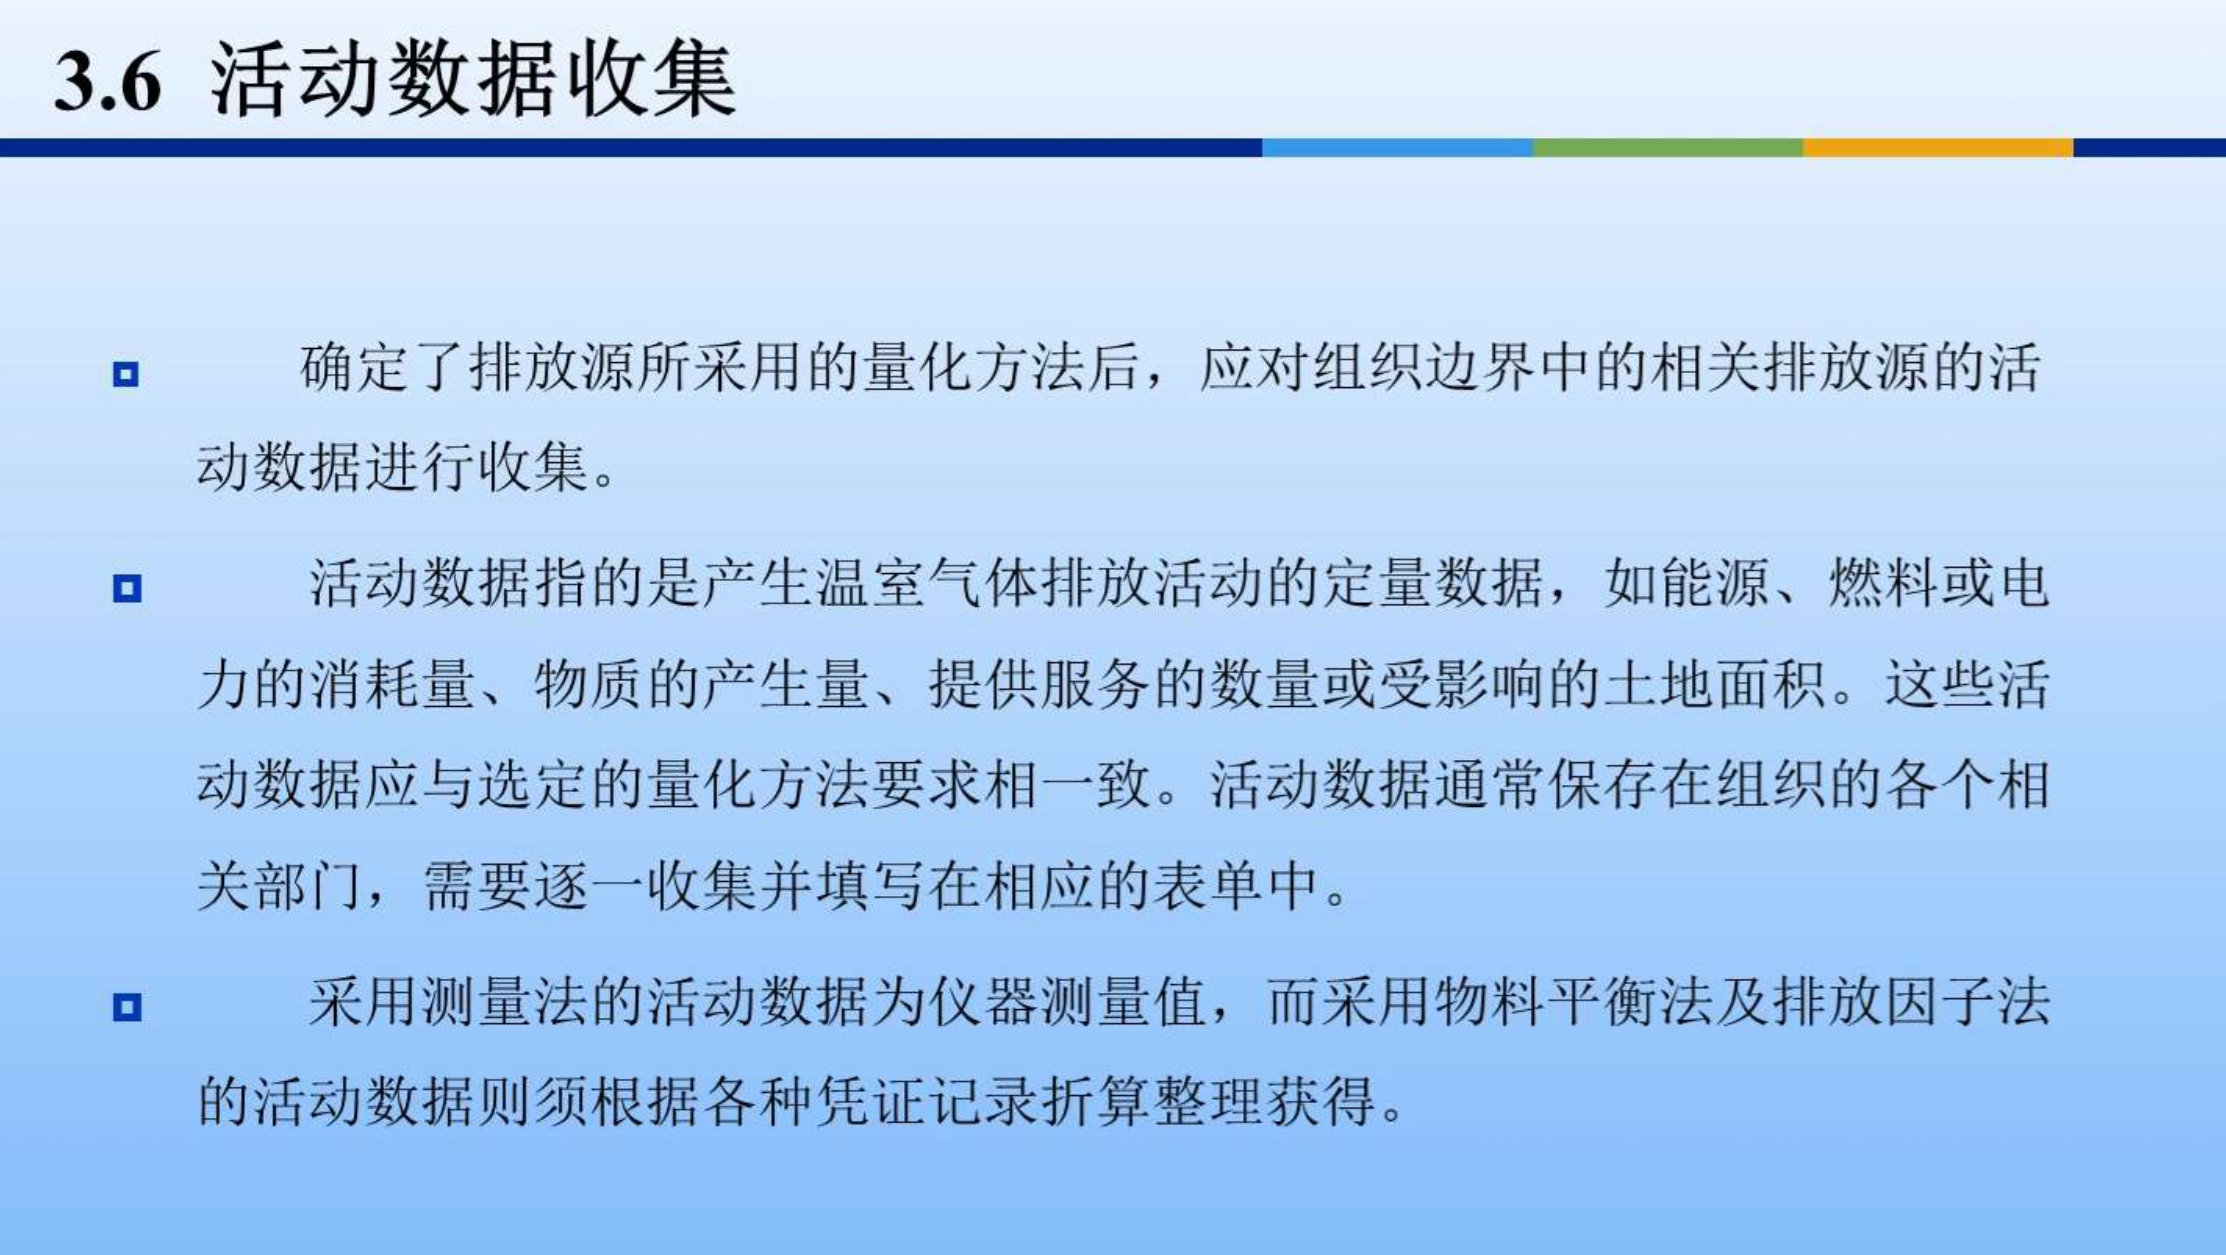 3.6 活动数据收集
确定了排放源所采用的量化方法后，应对组织边界中的相关排放源的活
动数据进行收集。
活动数据指的是产生温室气体排放活动的定量数据，如能源、燃料或电
力的消耗量、物质的产生量、提供服务的数量或受影响的土地面积。这些活
动数据应与选定的量化方法要求相一致。活动数据通常保存在组织的各个相
关部门，需要逐一收集并填写在相应的表单中。
采用测量法的活动数据为仪器测量值，而采用物料平衡法及排放因子法
的活动数据则须根据各种凭证记录折算整理获得。